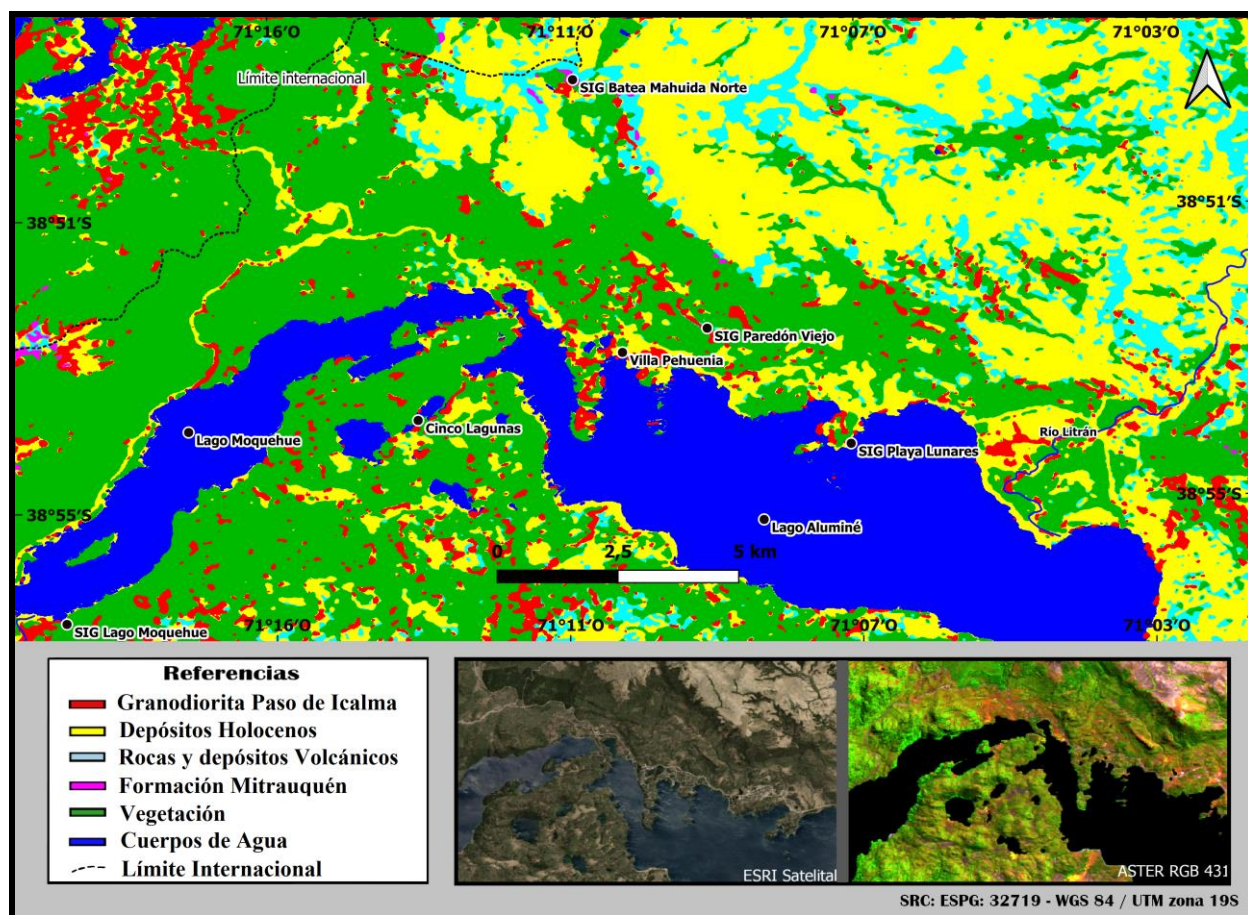 71°16'O 71°11'O 71°07'O 71°03'O
Límite internacional
SIG Batea Mahuida Norte
38°51'S 38°51'S
SIG Paredón Viejo
Villa Pehuenia
Cinco Lagunas
Lago Moquehue
Río Litrán
SIG Playa Lunares
38°55'S 38°55'S
Lago Aluminé
0 2,5 5 km
SIG Lago Moquehue
71°16'O 71°11'O 71°07'O 71°03'O
Referencias
Granodiorita Paso de Icalma
Depósitos Holocenos
Rocas y depósitos Volcánicos
Formación Mitrauquén
Vegetación
Cuerpos de Agua
Límite Internacional
ESRI Satelital
ASTER RGB 431
SRC: ESPG: 32719 - WGS 84 / UTM zona 19S